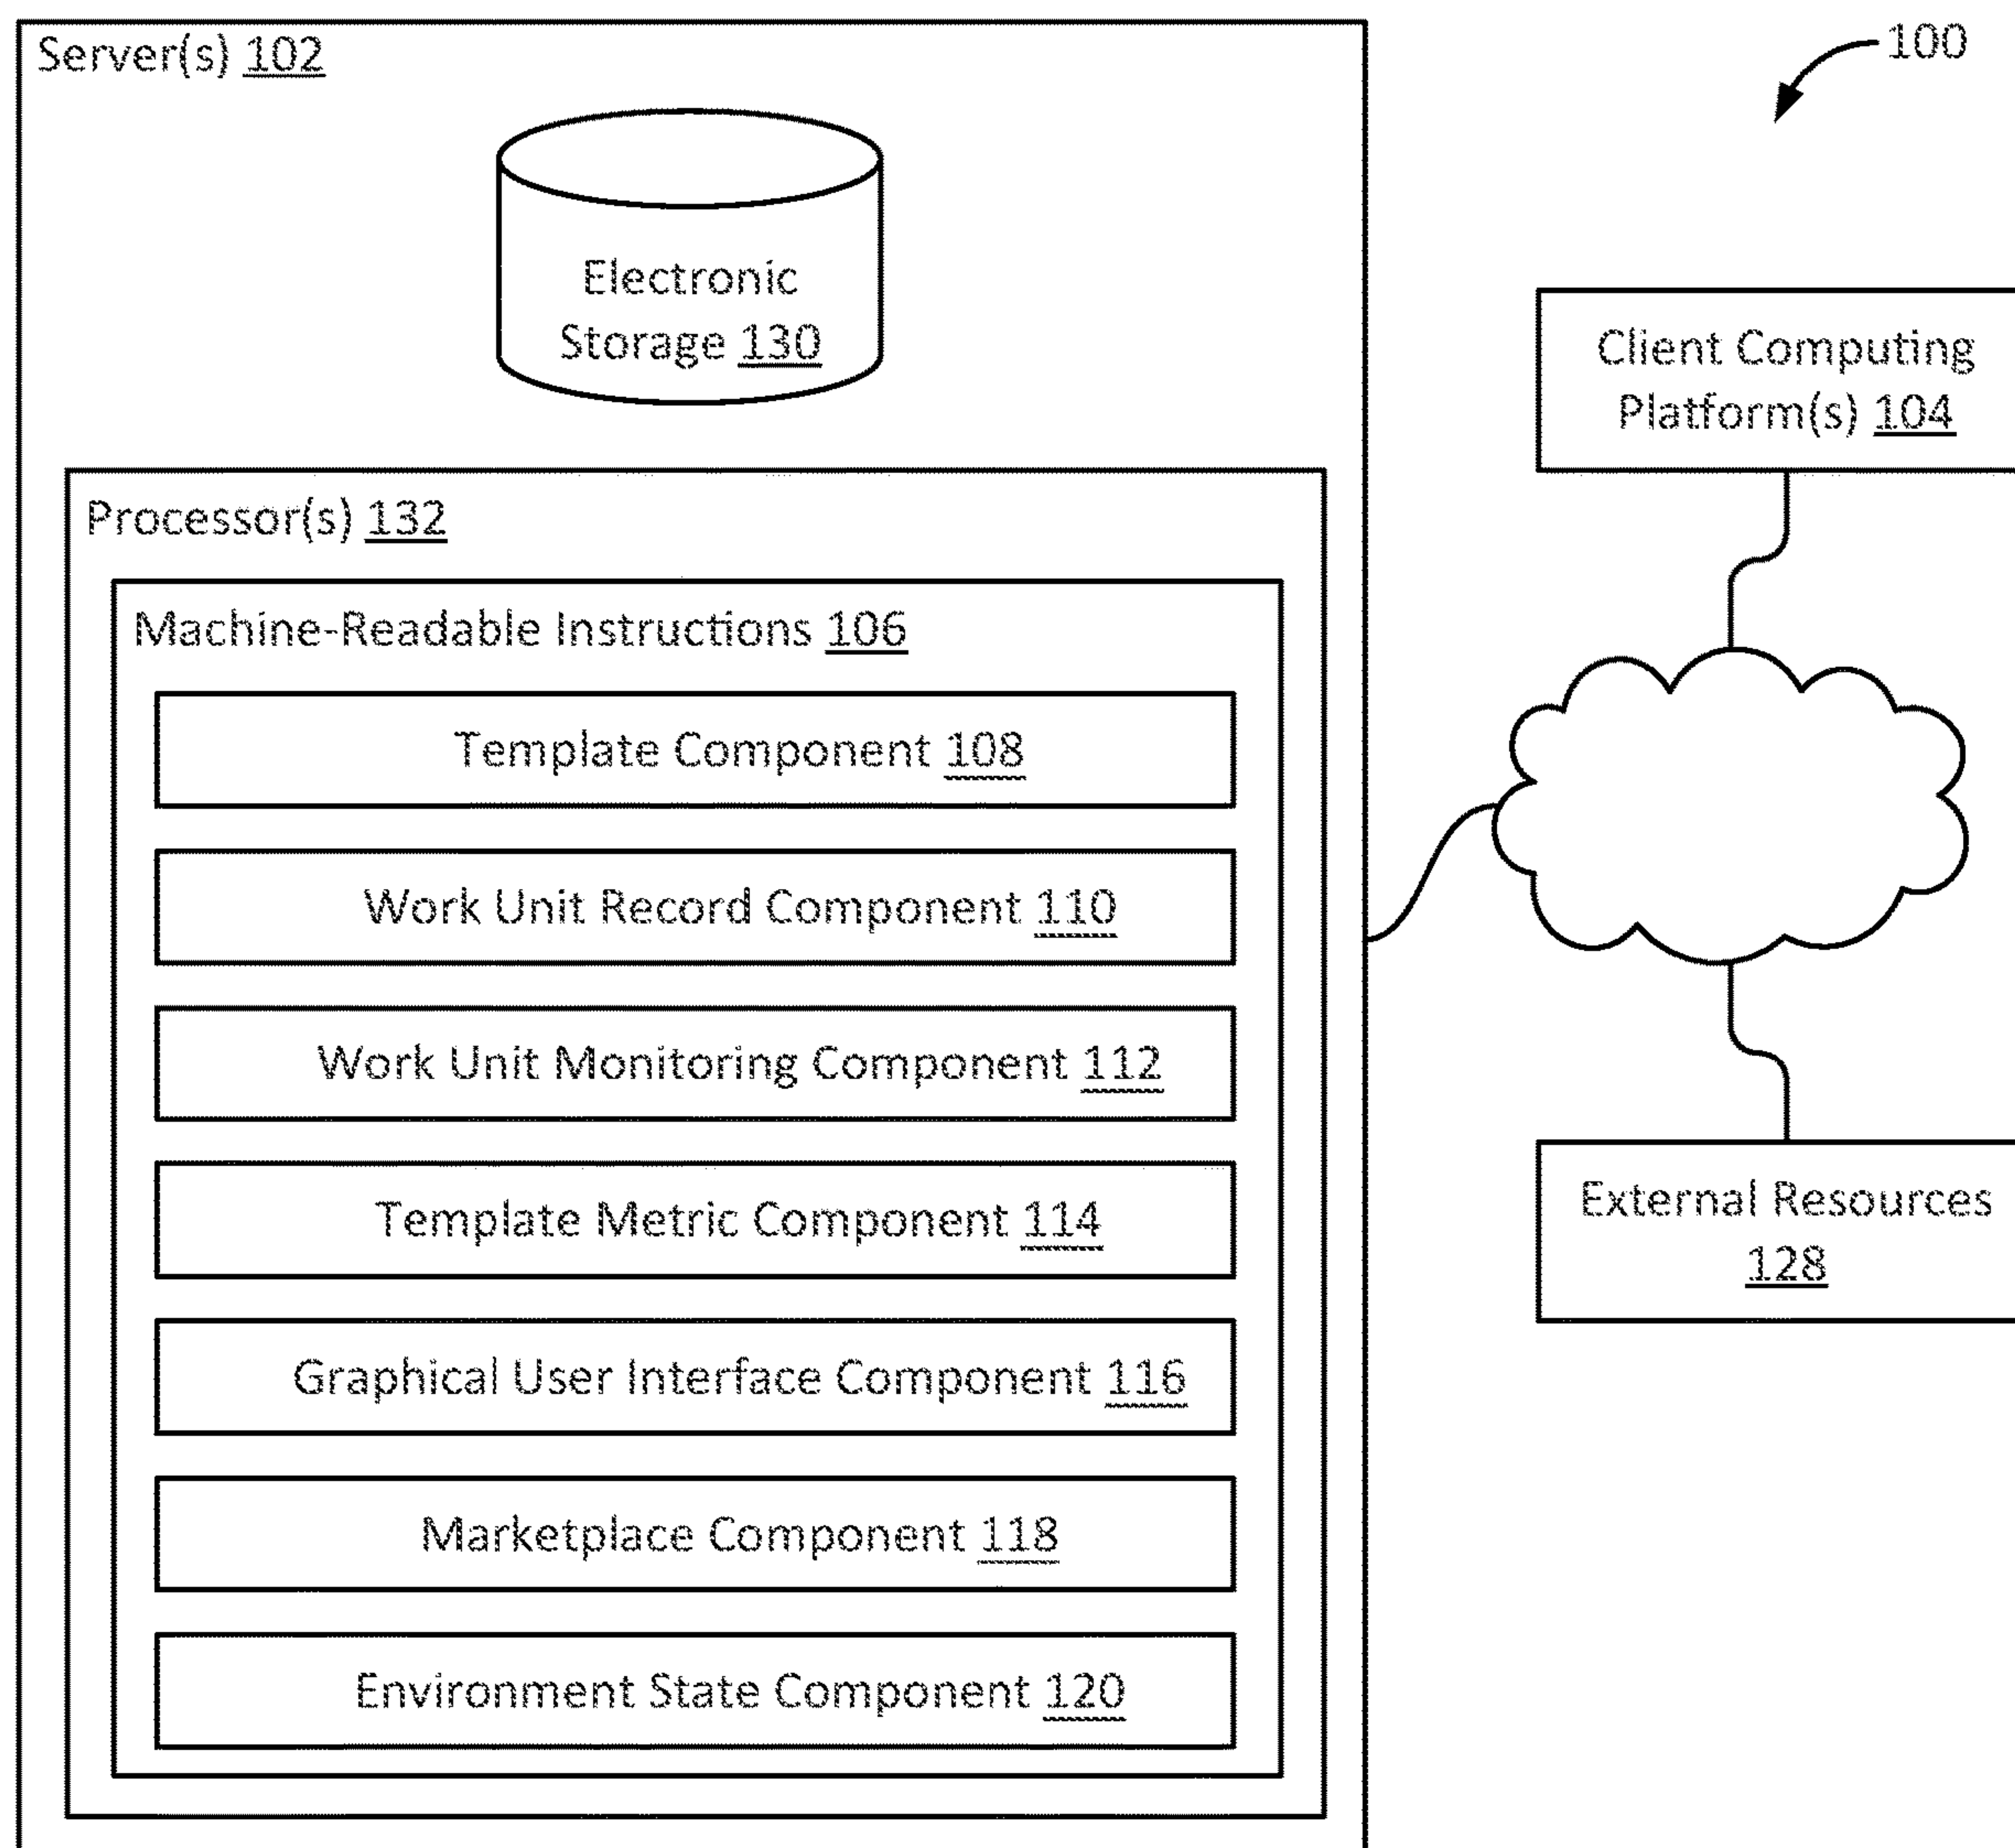 Server(s) 102
100
Electronic
Storage 130
Client Computing
Platform(s) 104
Processor(s) 132
Machine-Readable Instructions 106
Template Component 108
Work Unit Record Component 110
Work Unit Monitoring Component 112
Template Metric Component 114
External Resources
128
Graphical User Interface Component 116
Marketplace Component 118
Environment State Component 120